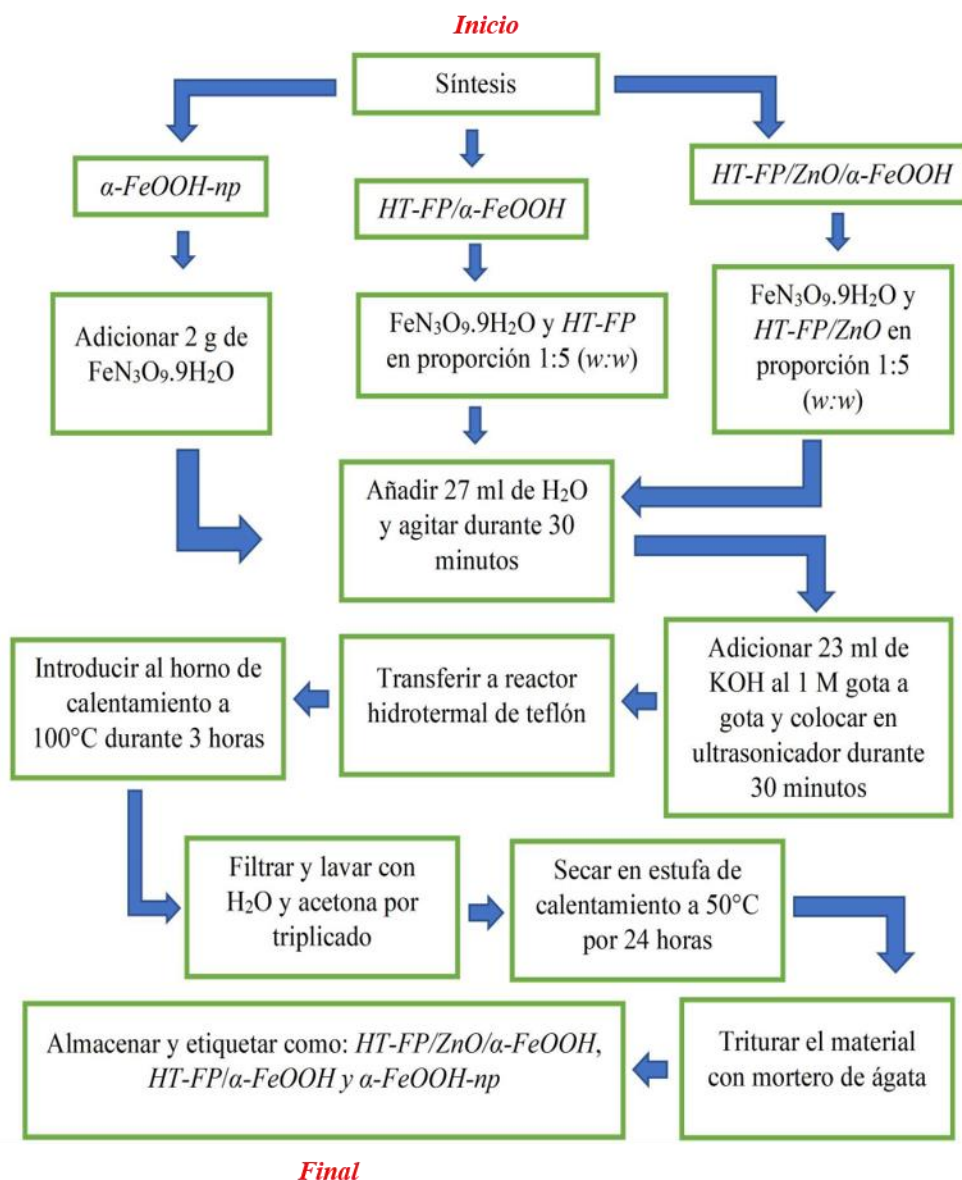 Inicio
Síntesis
α-FeOOH-np
HT-FP/α-FeOOH
HT-FP/ZnO/α-FeOOH
Adicionar 2 g de
FeN₃O₉.9H₂O
FeN₃O₉.9H₂O y HT-FP
en proporción 1:5 (w:w)
FeN₃O₉.9H₂O y
HT-FP/ZnO en
proporción 1:5
(w:w)
Añadir 27 ml de H₂O
y agitar durante 30
minutos
Adicionar 23 ml de
KOH al 1 M gota a
gota y colocar en
ultrasonicador durante
30 minutos
Transferir a reactor
hidrotermal de teflón
Introducir al horno de
calentamiento a
100°C durante 3 horas
Filtrar y lavar con
H₂O y acetona por
triplicado
Secar en estufa de
calentamiento a 50°C
por 24 horas
Triturar el material
con mortero de ágata
Almacenar y etiquetar como: HT-FP/ZnO/α-FeOOH,
HT-FP/α-FeOOH y α-FeOOH-np
Final